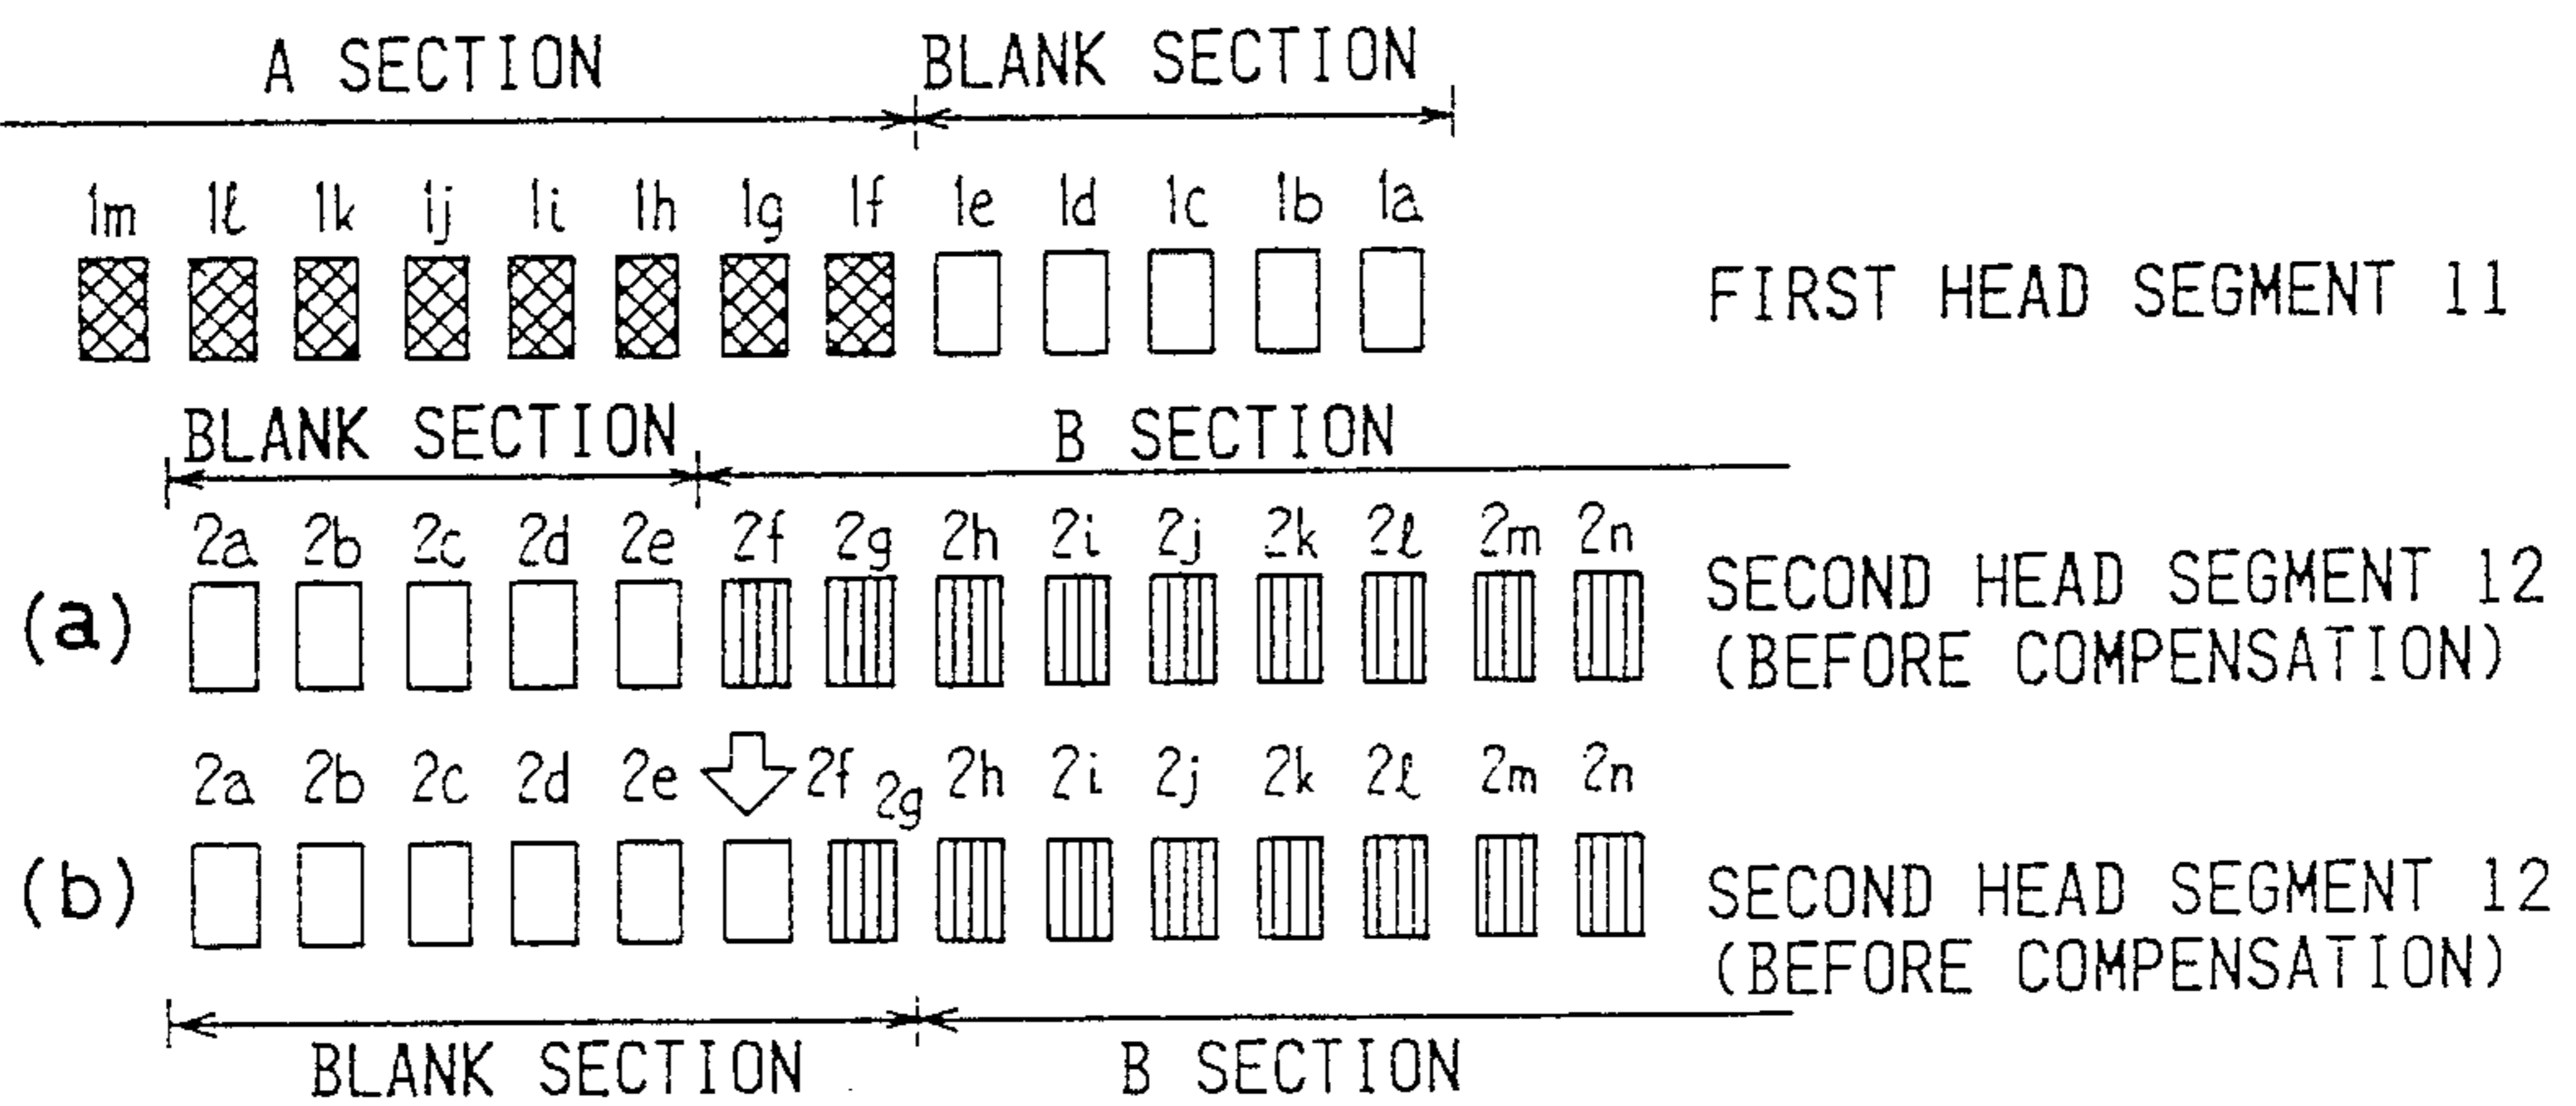 A SECTION BLANK SECTION
1m 1ℓ 1k 1j 1i 1h 1g 1f 1e 1d 1c 1b 1a
FIRST HEAD SEGMENT 11
BLANK SECTION B SECTION
2a 2b 2c 2d 2e 2f 2g 2h 2i 2j 2k 2ℓ 2m 2n
(a) SECOND HEAD SEGMENT 12
(BEFORE COMPENSATION)
2a 2b 2c 2d 2e 2f 2g 2h 2i 2j 2k 2ℓ 2m 2n
(b) SECOND HEAD SEGMENT 12
(BEFORE COMPENSATION)
BLANK SECTION B SECTION